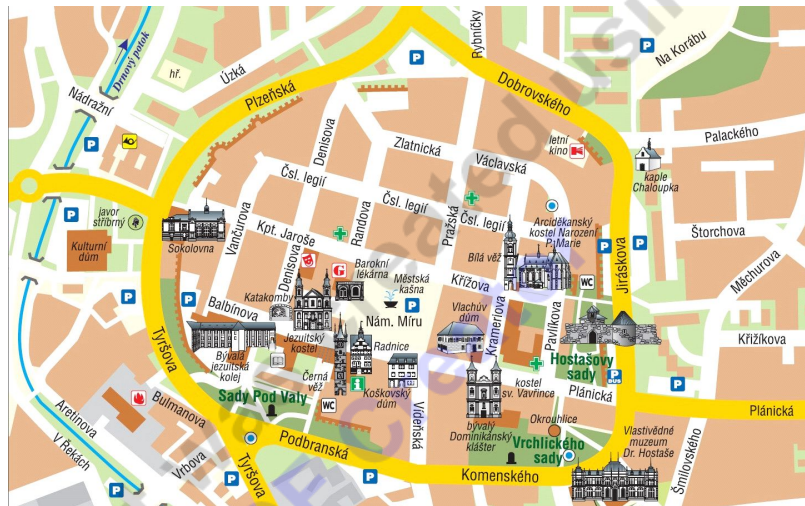 Drnový potok
Nádražní
hř.
Úzká
Plzeňská
P
Rybníčky
Dobrovského
P
Na Korábu
P
P
Denisova
Zlatnická
Václavská
letní
kino
Palackého
kaple
Chaloupka
Čsl. legií
Čsl. legií
Čsl. legií
Pražská
Randova
Vančurova
Kpt. Jaroše
javor
stříbrný
Sokolovna
Kulturní
dům
P
P
Arciděkanský
kostel Narození
P. Marie
Bílá věž
WC
P
P
Jiráskova
Štorchova
Měchurova
Denisova
Barokní
lékárna
G
Katakomby
Městská
kašna
P
Křížova
Nám. Míru
Balbínova
P
Jezuitský
kostel
Bývalá
jezuitská
kolej
Radnice
Černá
věž
i
WC
Koškovský
dům
Vlachův
dům
Kramerlova
Pavlíkova
Hostašovy
sady
Křižíkova
Tyršova
Sady Pod Valy
Vídeňská
kostel
sv. Vavřince
Plánická
P
BUS
P
Plánická
Aretinova
V Řekách
Bulmanova
Vrbova
Tyršova
Podbranská
bývalý
Dominikánský
klášter
Okrouhlice
Vrchlického
sady
Vlastivědné
muzeum
Dr. Hostaše
Šmilovského
Komenského
P
P
P